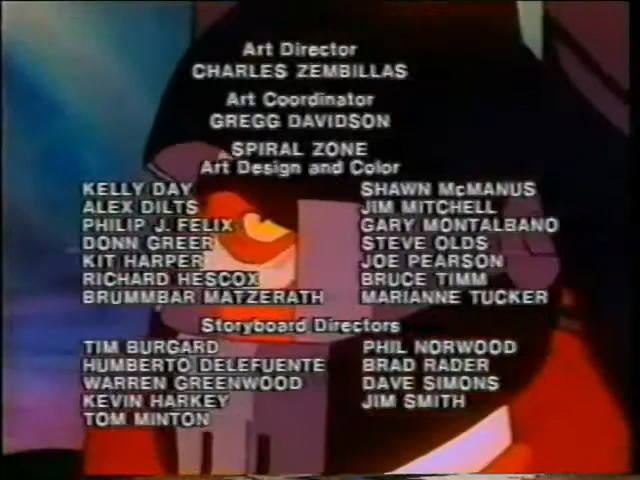 Art Director
CHARLES ZEMBILLAS
Art Coordinator
GREGG DAVIDSON
SPIRAL ZONE
Art Design and Color
KELLY DAY
ALEX DILTS
PHILIP J. FELIX
DONN GREER
KIT HARPER
RICHARD HESCOX
BRUMMBAR MATZERATH
SHAWN McMANUS
JIM MITCHELL
GARY MONTALBANO
STEVE OLDS
JOE PEARSON
BRUCE TIMM
MARIANNE TUCKER
Storyboard Directors
TIM BURGARD
HUMBERTO DELEFUENTE
WARREN GREENWOOD
KEVIN HARKEY
TOM MINTON
PHIL NORWOOD
BRAD RADER
DAVE SIMONS
JIM SMITH